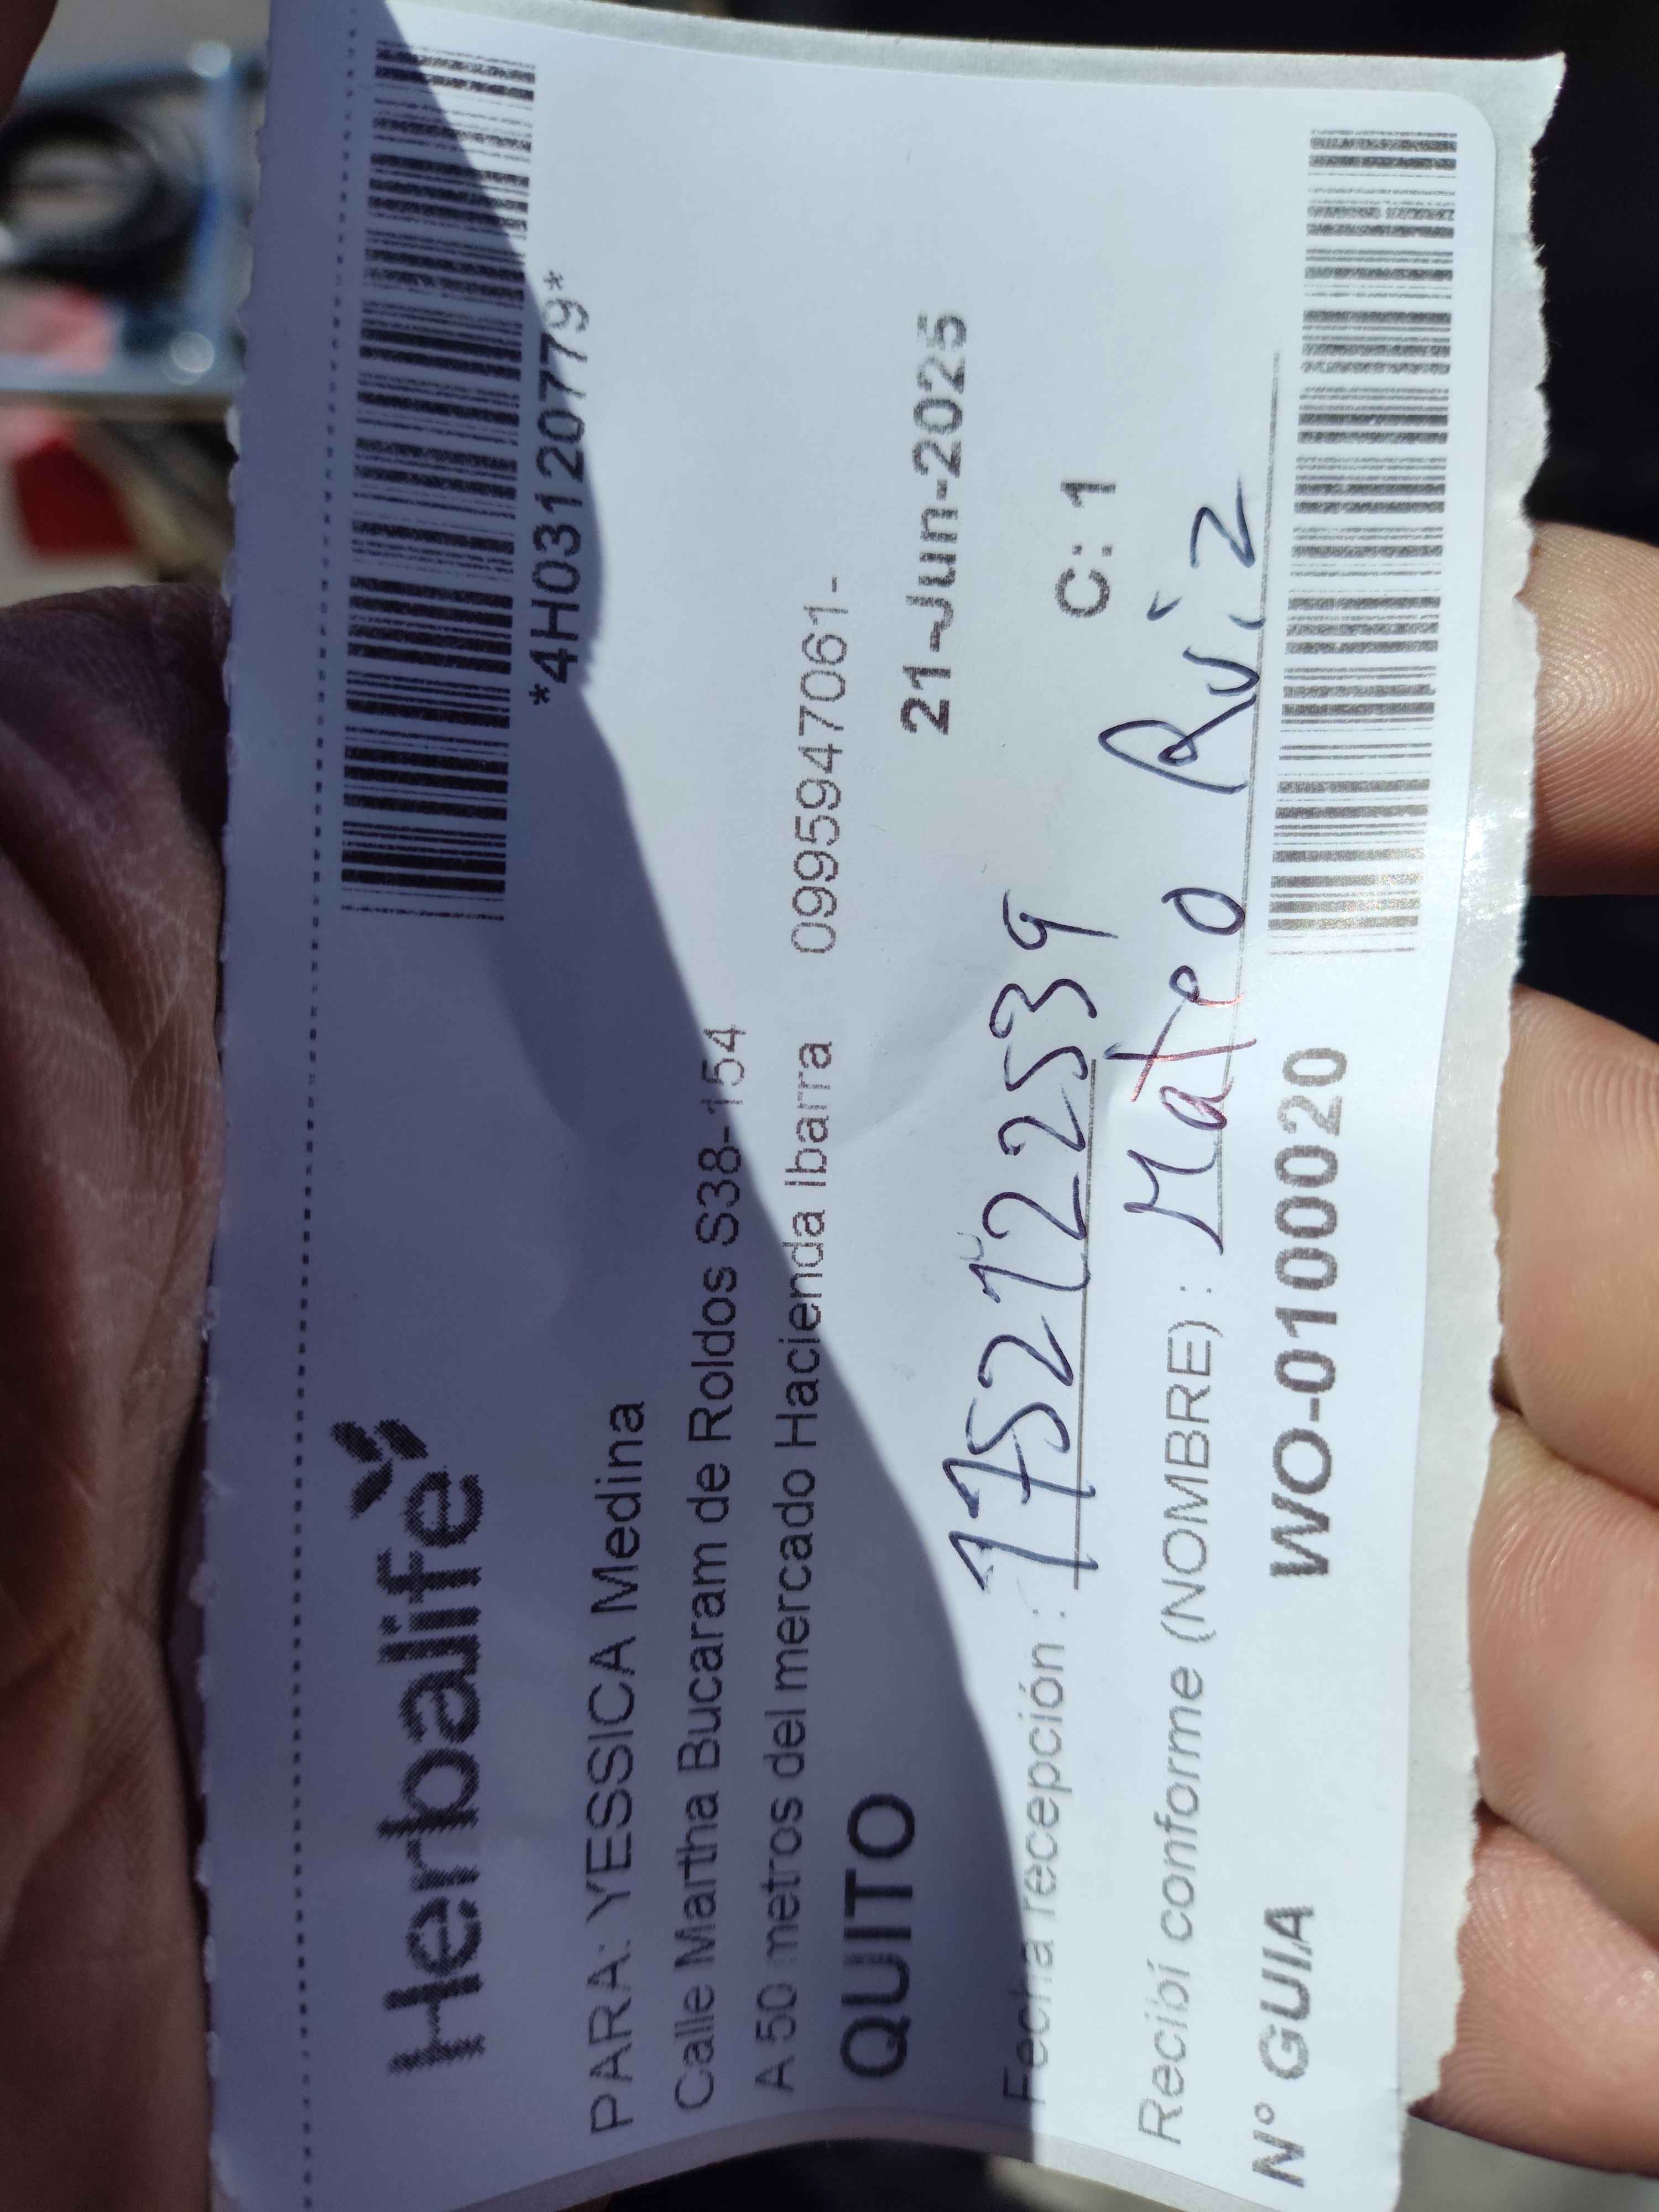 Herbalife
*4H03120779*
PARA: YESSICA Medina
Calle Martha Bucaram de Roldos S38-154
A 50 metros del mercado Hacienda Ibarra 0995947061-
QUITO
21-Jun-2025
Fecha recepción : 1752122539
C: 1
Recibí conforme (NOMBRE) : Mateo Ruiz
N° GUIA WO-0100020